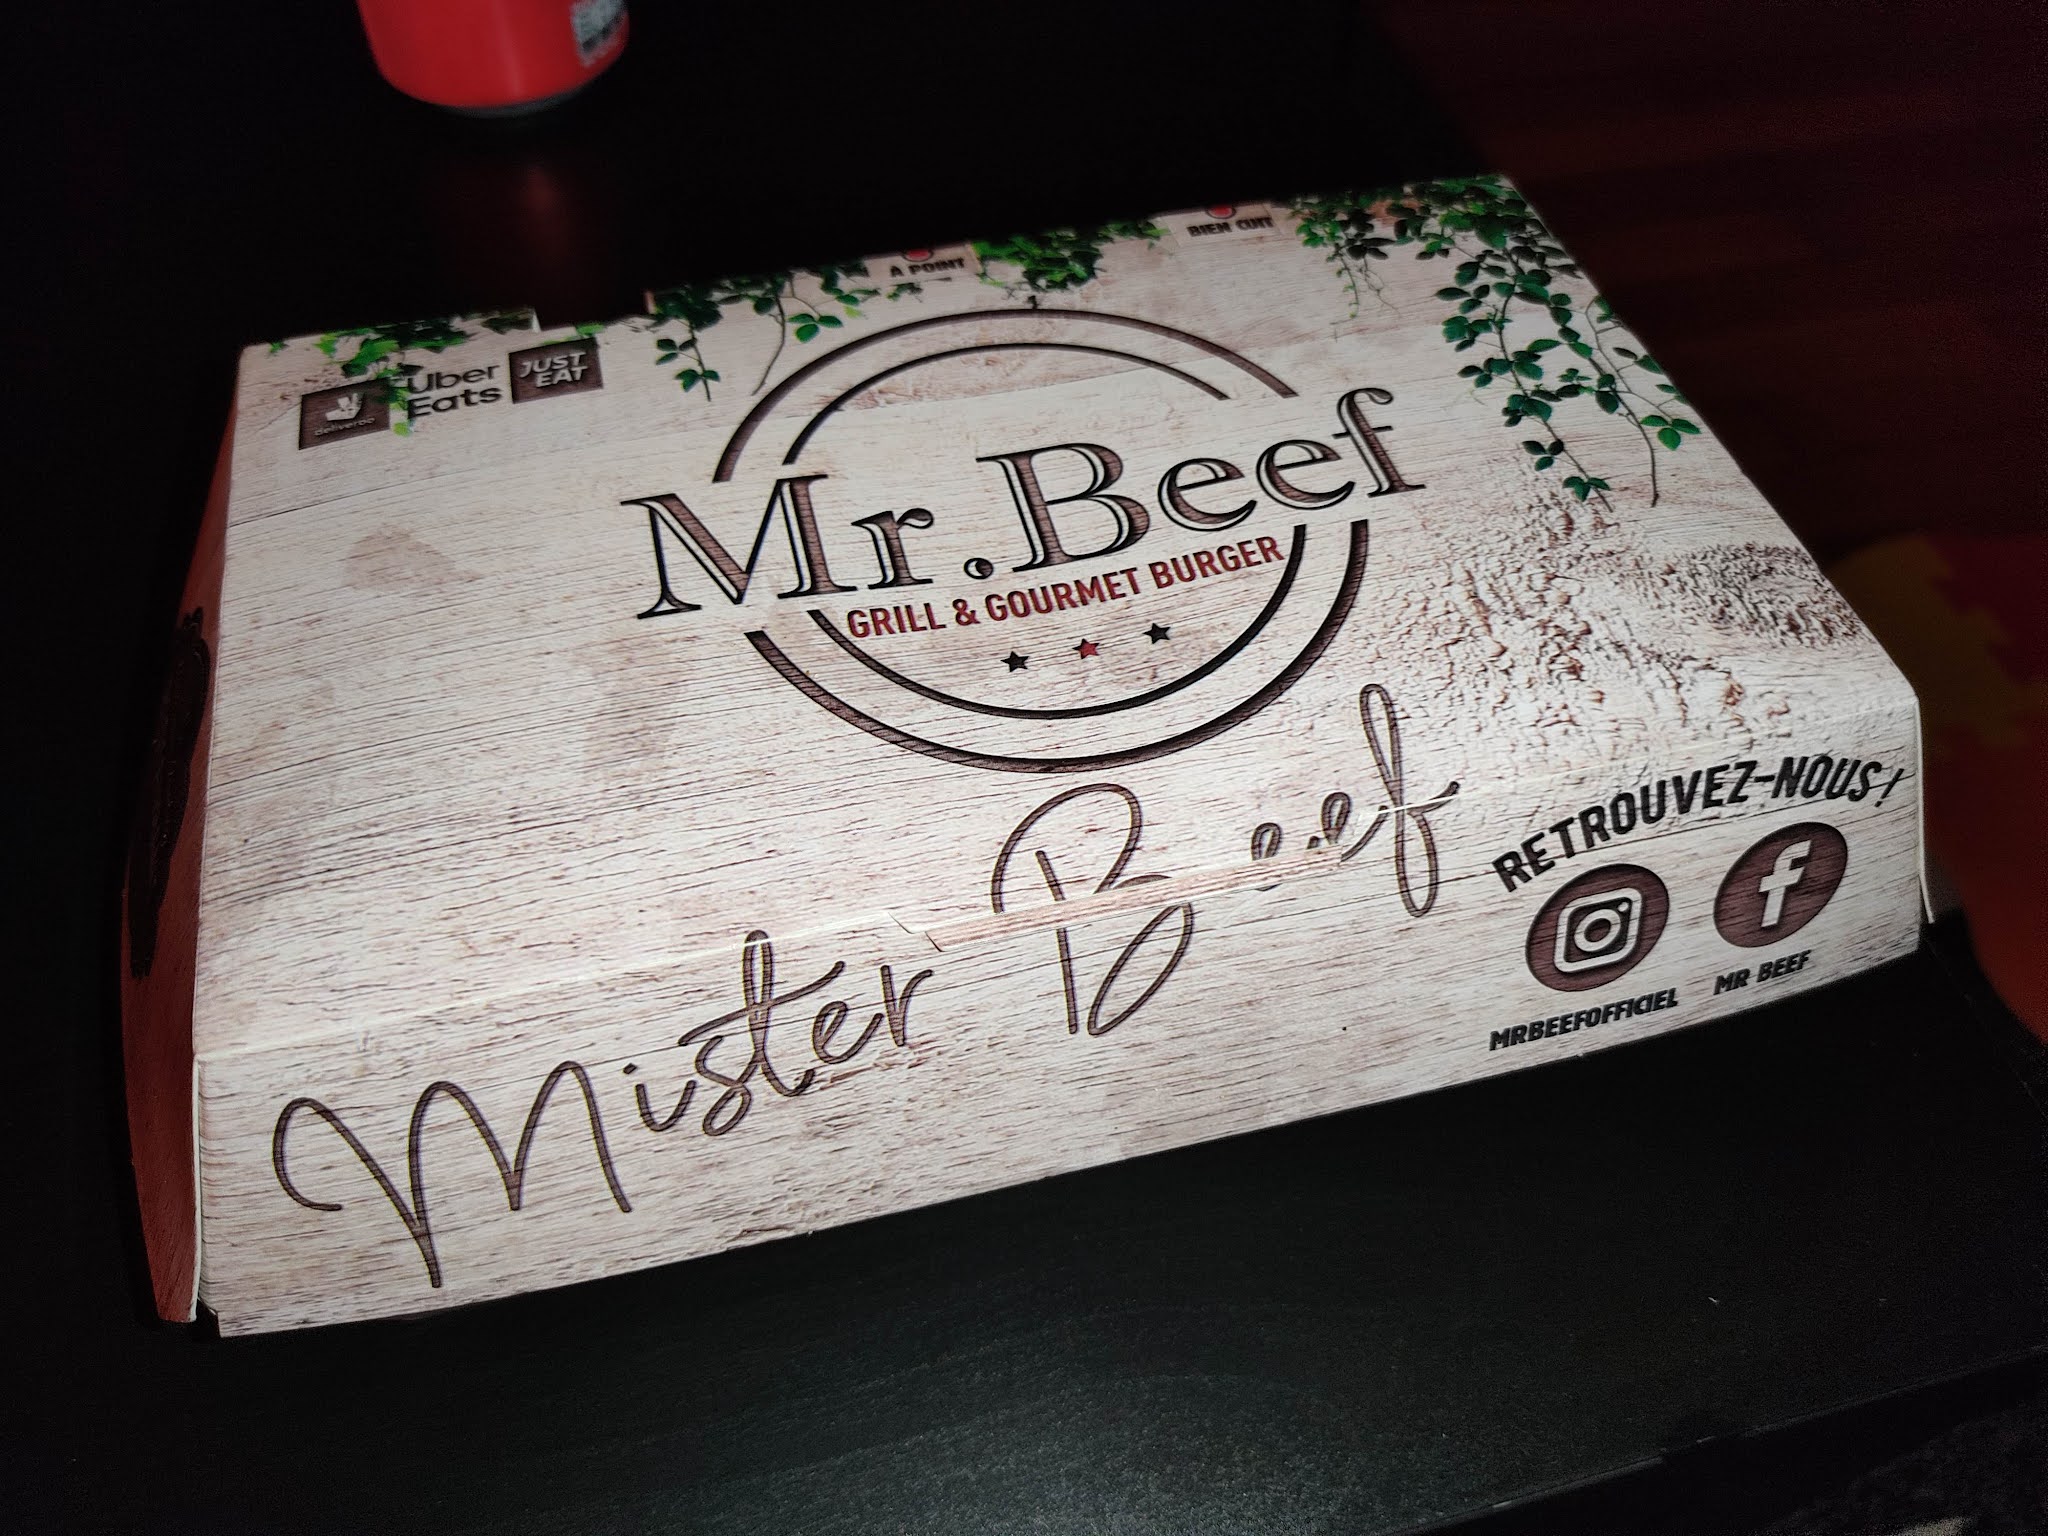 À POINT
BIEN CUIT
deliveroo
Uber
Eats
JUST
EAT
Mr.Beef
GRILL & GOURMET BURGER
Mister Beef
RETROUVEZ-NOUS!
MRBEEFOFFICIEL
MR BEEF